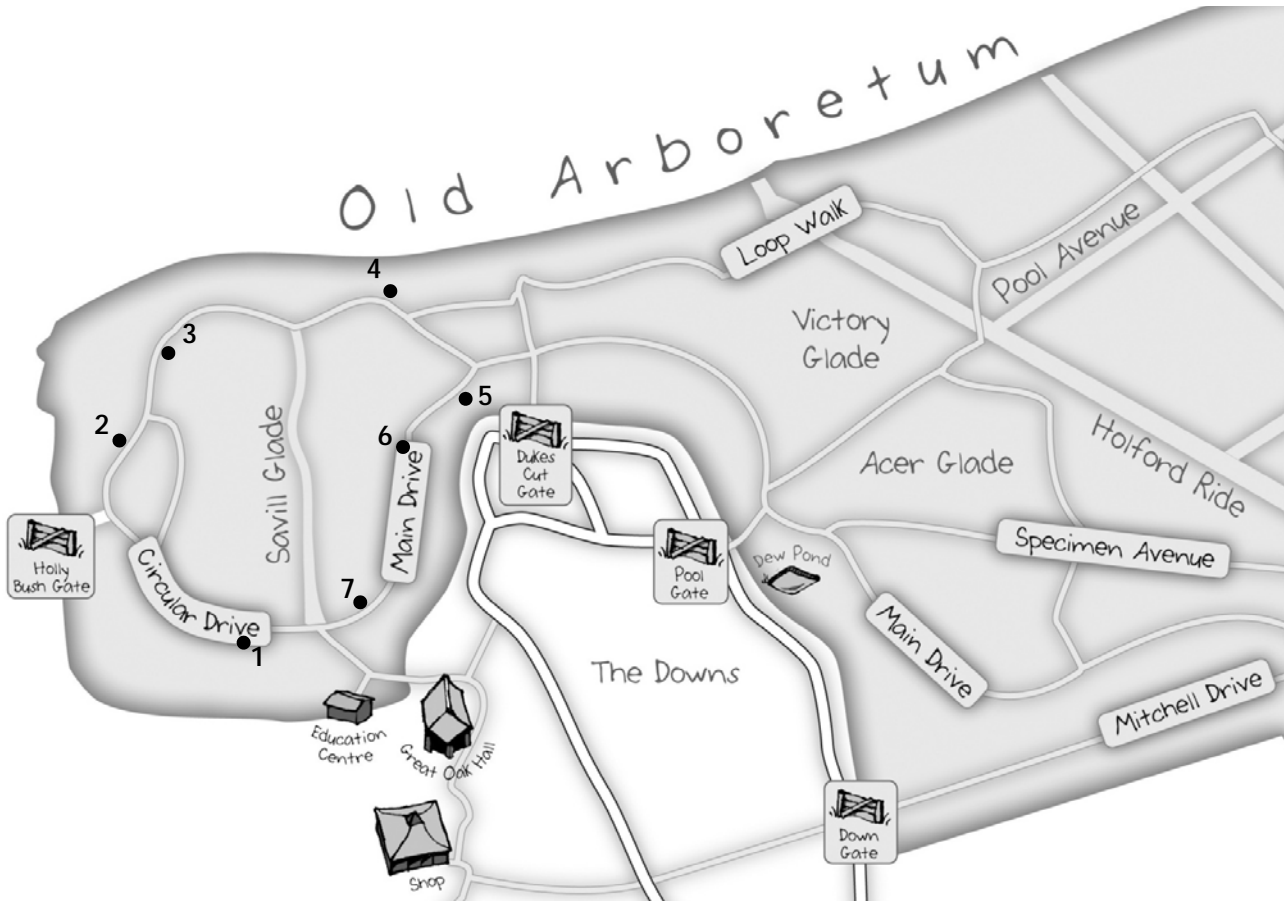 Old Arboretum
4
Loop Walk
Pool Avenue
3
Victory
Glade
2
5
6
Savill Glade
Main Drive
Dukes
Cut
Gate
Acer Glade
Holford Ride
Holly
Bush Gate
Circular Drive
7
Pool
Gate
Dew Pond
Specimen Avenue
1
The Downs
Main Drive
Mitchell Drive
Education
Centre
Great Oak Hall
Down
Gate
Shop